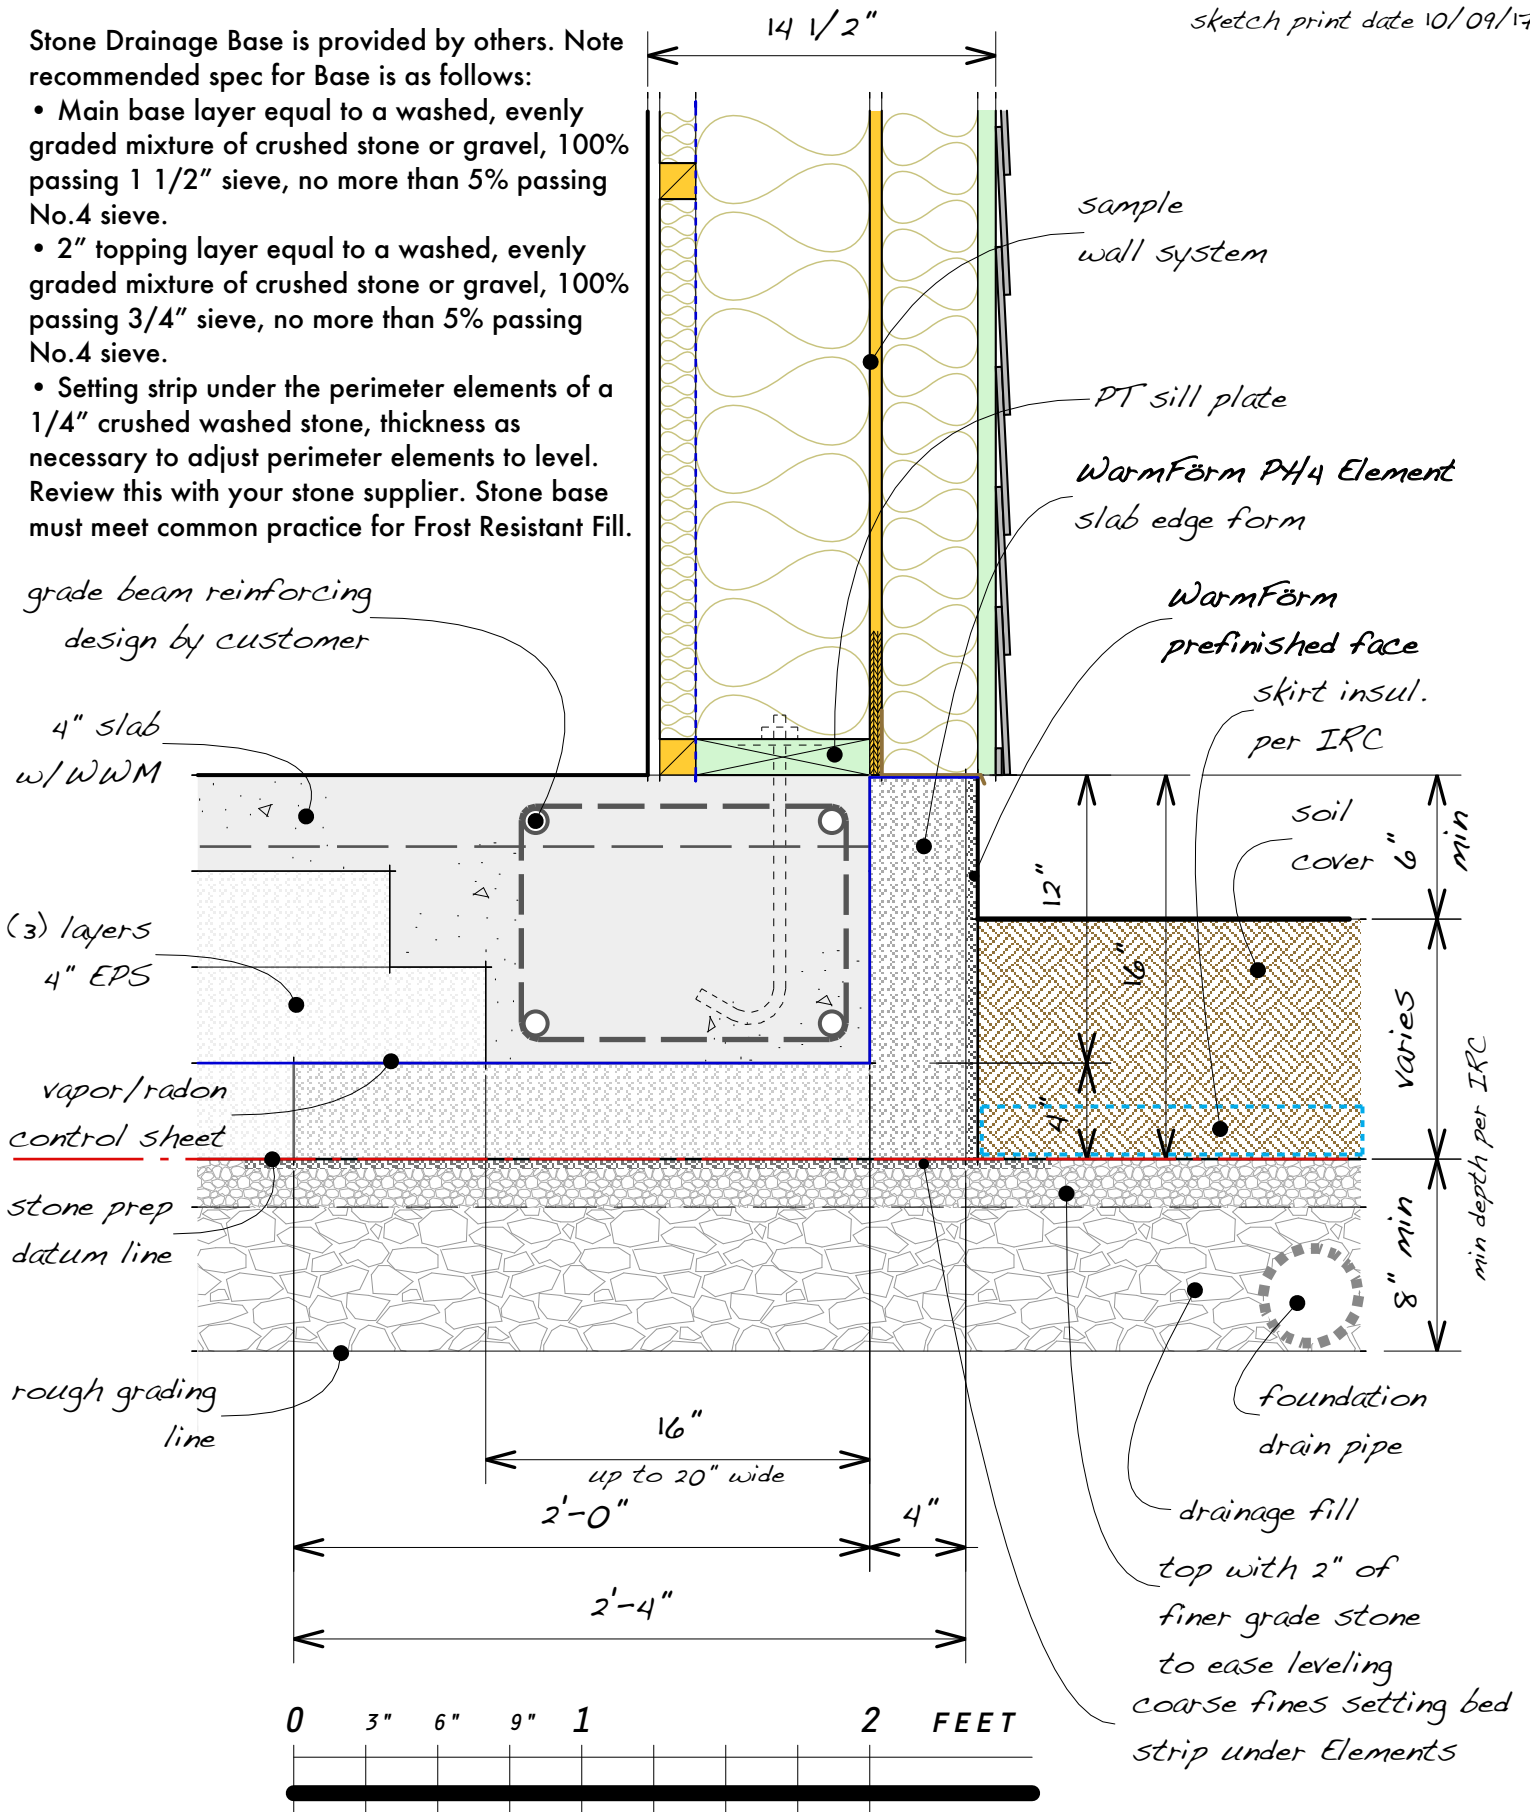 14 1/2"
sketch print date 10/09/17
Stone Drainage Base is provided by others. Note
recommended spec for Base is as follows:
• Main base layer equal to a washed, evenly
graded mixture of crushed stone or gravel, 100%
passing 1 1/2" sieve, no more than 5% passing
No.4 sieve.
• 2" topping layer equal to a washed, evenly
graded mixture of crushed stone or gravel, 100%
passing 3/4" sieve, no more than 5% passing
No.4 sieve.
• Setting strip under the perimeter elements of a
1/4" crushed washed stone, thickness as
necessary to adjust perimeter elements to level.
Review this with your stone supplier. Stone base
must meet common practice for Frost Resistant Fill.
sample
wall system
PT sill plate
WarmFörm PH4 Element
slab edge form
WarmFörm
prefinished face
skirt insul.
per IRC
soil
cover
grade beam reinforcing
design by customer
4" slab
w/WWM
(3) layers
4" EPS
vapor/radon
control sheet
stone prep
datum line
rough grading
line
12"
16"
4"
6"
min
varies
8" min
min depth per IRC
foundation
drain pipe
drainage fill
top with 2" of
finer grade stone
to ease leveling
coarse fines setting bed
strip under Elements
16"
up to 20" wide
2'-0"
4"
2'-4"
0 3" 6" 9" 1 2 FEET